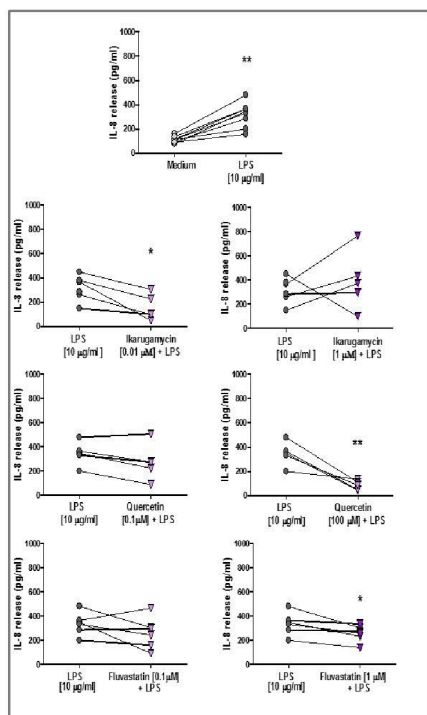 IL-8 release (pg/ml)
1000
800
600
400
200
0
**
Medium
LPS
[10 µg/ml]
IL-8 release (pg/ml)
1000
800
600
400
200
0
*
LPS
[10 µg/ml]
Ikarugamycin
[0.01 µM] + LPS
IL-8 release (pg/ml)
1000
800
600
400
200
0
LPS
[10 µg/ml]
Ikarugamycin
[1 µM] + LPS
IL-8 release (pg/ml)
1000
800
600
400
200
0
LPS
[10 µg/ml]
Quercetin
[0.1µM] + LPS
IL-8 release (pg/ml)
1000
800
600
400
200
0
**
LPS
[10 µg/ml]
Quercetin
[100 µM] + LPS
IL-8 release (pg/ml)
1000
800
600
400
200
0
LPS
[10 µg/ml]
Fluvastatin [0.1µM]
+ LPS
IL-8 release (pg/ml)
1000
800
600
400
200
0
*
LPS
[10 µg/ml]
Fluvastatin [1 µM]
+ LPS